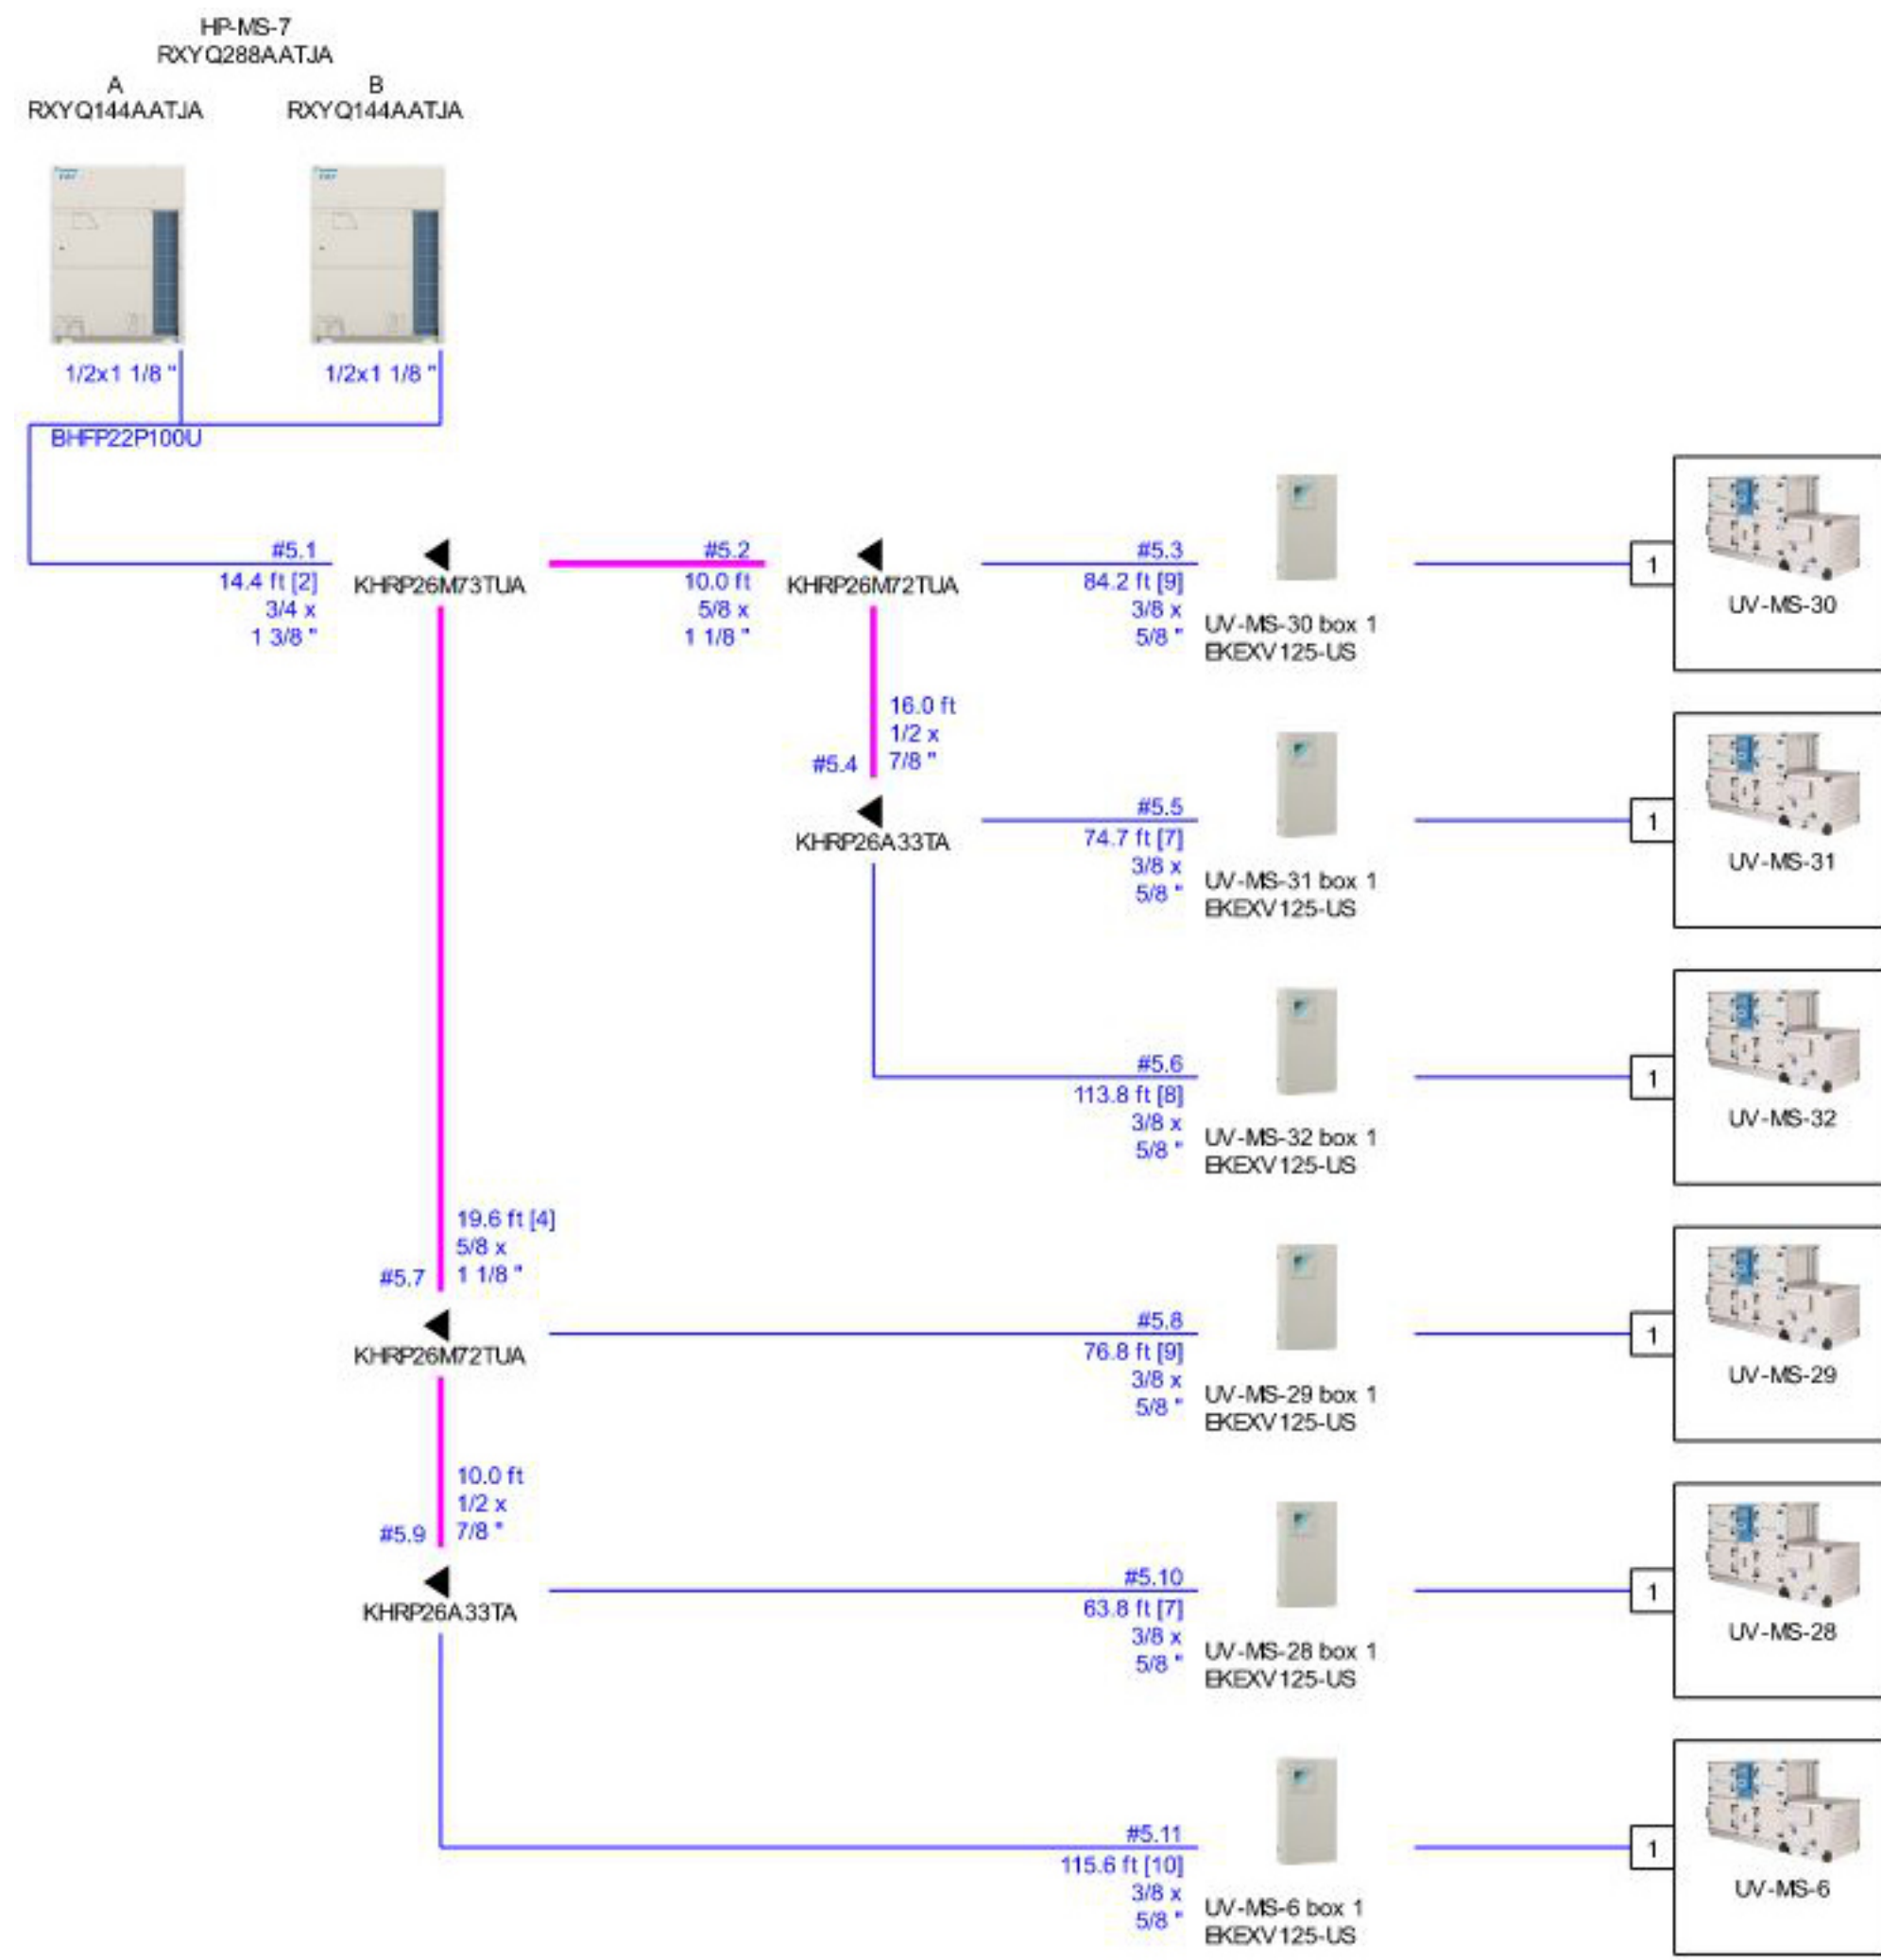 HP-MS-7
RXYQ288AATJA
A
RXYQ144AATJA
B
RXYQ144AATJA
1/2x1 1/8 "
1/2x1 1/8 "
BHFP22P100U
#5.1
14.4 ft [2]
3/4 x
1 3/8 "
KHRP26M73TUA
#5.2
10.0 ft
5/8 x
1 1/8 "
KHRP26M72TUA
#5.3
84.2 ft [9]
3/8 x
5/8 "
UV-MS-30 box 1
EKEXV125-US
1
UV-MS-30
16.0 ft
1/2 x
7/8 "
#5.4
KHRP26A33TA
#5.5
74.7 ft [7]
3/8 x
5/8 "
UV-MS-31 box 1
EKEXV125-US
1
UV-MS-31
#5.6
113.8 ft [8]
3/8 x
5/8 "
UV-MS-32 box 1
EKEXV125-US
1
UV-MS-32
19.6 ft [4]
5/8 x
1 1/8 "
#5.7
KHRP26M72TUA
#5.8
76.8 ft [9]
3/8 x
5/8 "
UV-MS-29 box 1
EKEXV125-US
1
UV-MS-29
10.0 ft
1/2 x
7/8 "
#5.9
KHRP26A33TA
#5.10
63.8 ft [7]
3/8 x
5/8 "
UV-MS-28 box 1
EKEXV125-US
1
UV-MS-28
#5.11
115.6 ft [10]
3/8 x
5/8 "
UV-MS-6 box 1
EKEXV125-US
1
UV-MS-6